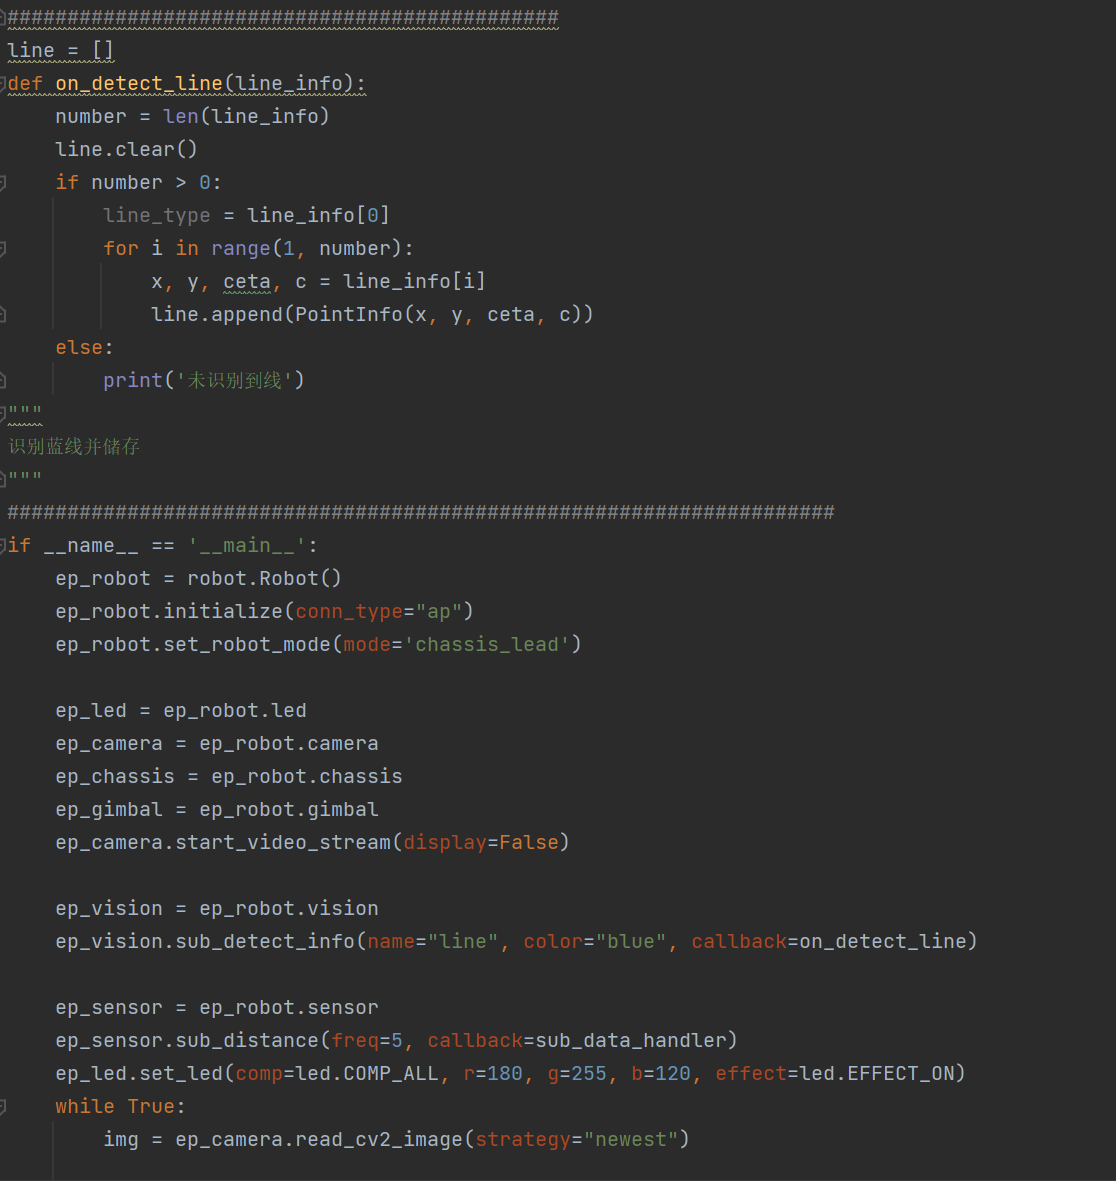 ##############################################
line = []
def on_detect_line(line_info):
    number = len(line_info)
    line.clear()
    if number > 0:
        line_type = line_info[0]
        for i in range(1, number):
            x, y, ceta, c = line_info[i]
            line.append(PointInfo(x, y, ceta, c))
    else:
        print('未识别到线')
"""
识别蓝线并储存
"""
#####################################################################
if __name__ == '__main__':
    ep_robot = robot.Robot()
    ep_robot.initialize(conn_type="ap")
    ep_robot.set_robot_mode(mode='chassis_lead')
    ep_led = ep_robot.led
    ep_camera = ep_robot.camera
    ep_chassis = ep_robot.chassis
    ep_gimbal = ep_robot.gimbal
    ep_camera.start_video_stream(display=False)
    ep_vision = ep_robot.vision
    ep_vision.sub_detect_info(name="line", color="blue", callback=on_detect_line)
    ep_sensor = ep_robot.sensor
    ep_sensor.sub_distance(freq=5, callback=sub_data_handler)
    ep_led.set_led(comp=led.COMP_ALL, r=180, g=255, b=120, effect=led.EFFECT_ON)
    while True:
        img = ep_camera.read_cv2_image(strategy="newest")